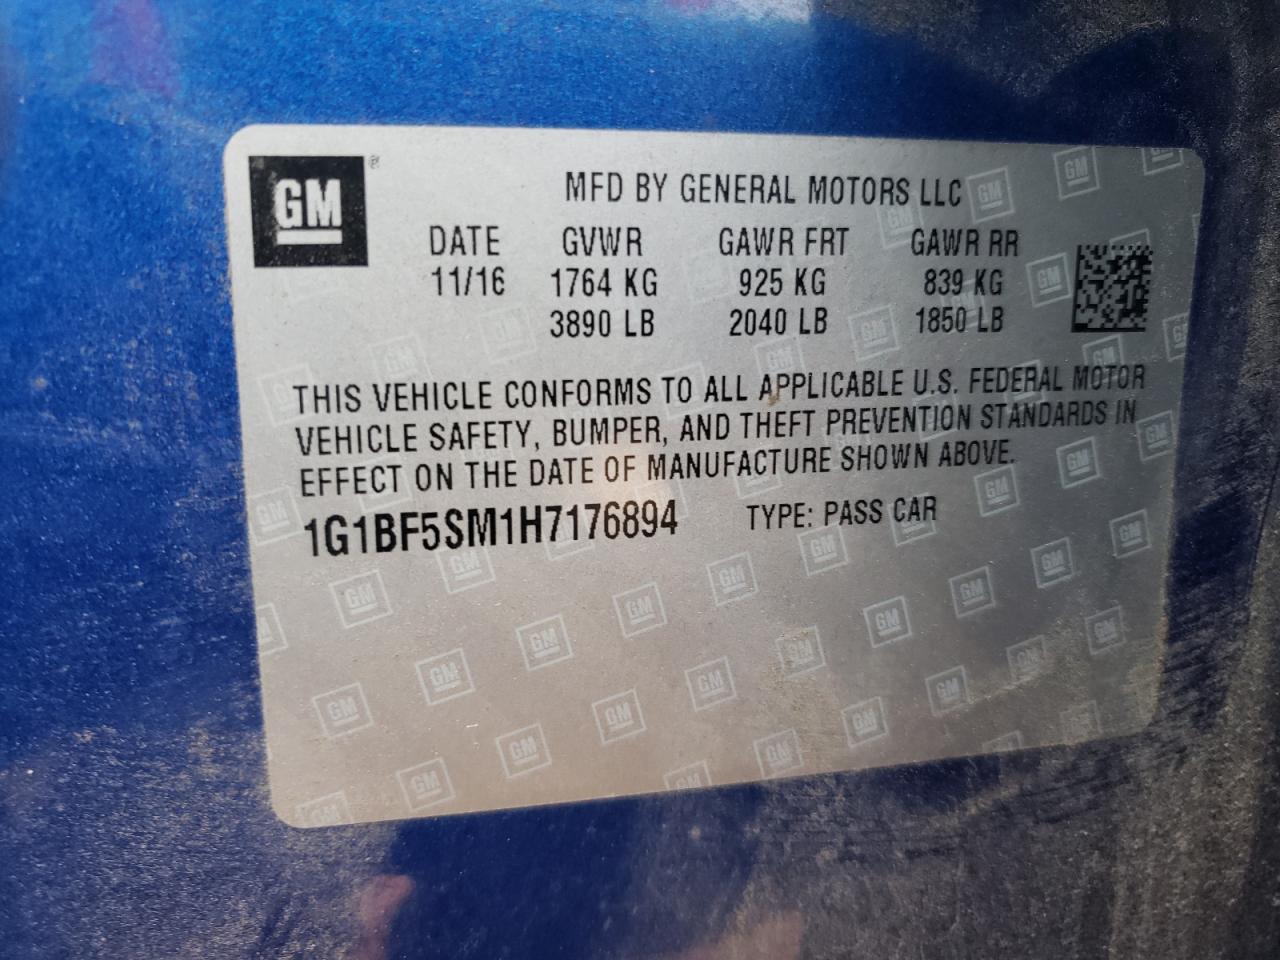 GM ®
MFD BY GENERAL MOTORS LLC
DATE GVWR GAWR FRT GAWR RR
11/16 1764 KG 925 KG 839 KG
3890 LB 2040 LB 1850 LB
THIS VEHICLE CONFORMS TO ALL APPLICABLE U.S. FEDERAL MOTOR
VEHICLE SAFETY, BUMPER, AND THEFT PREVENTION STANDARDS IN
EFFECT ON THE DATE OF MANUFACTURE SHOWN ABOVE.
1G1BF5SM1H7176894 TYPE: PASS CAR